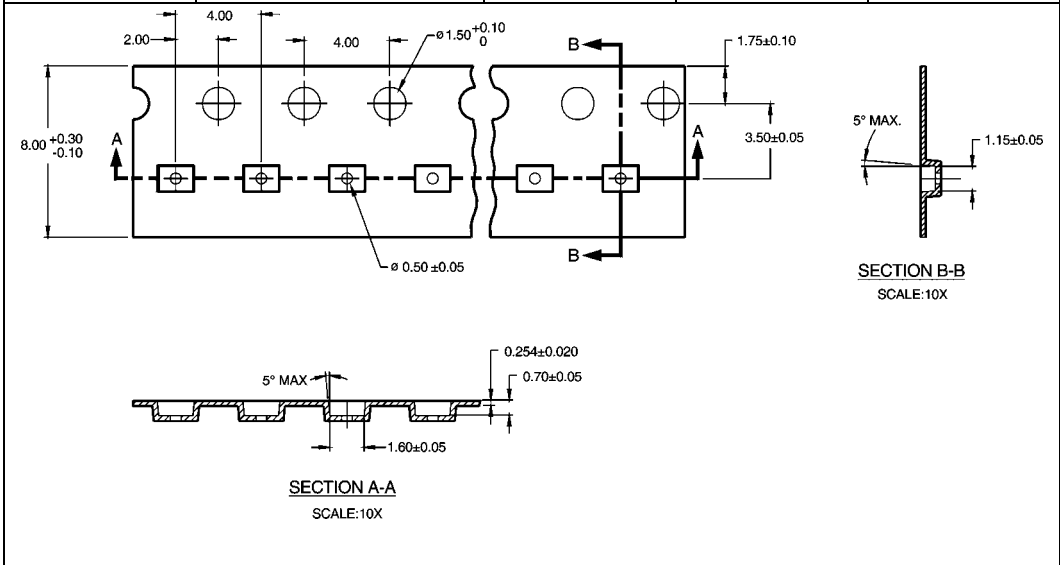 4.00
2.00
4.00
ø1.50 +0.10
0
B
1.75±0.10
8.00 +0.30
-0.10
A
A
3.50±0.05
5° MAX.
1.15±0.05
B
ø 0.50 ±0.05
SECTION B-B
SCALE:10X
0.254±0.020
5° MAX
0.70±0.05
1.60±0.05
SECTION A-A
SCALE:10X